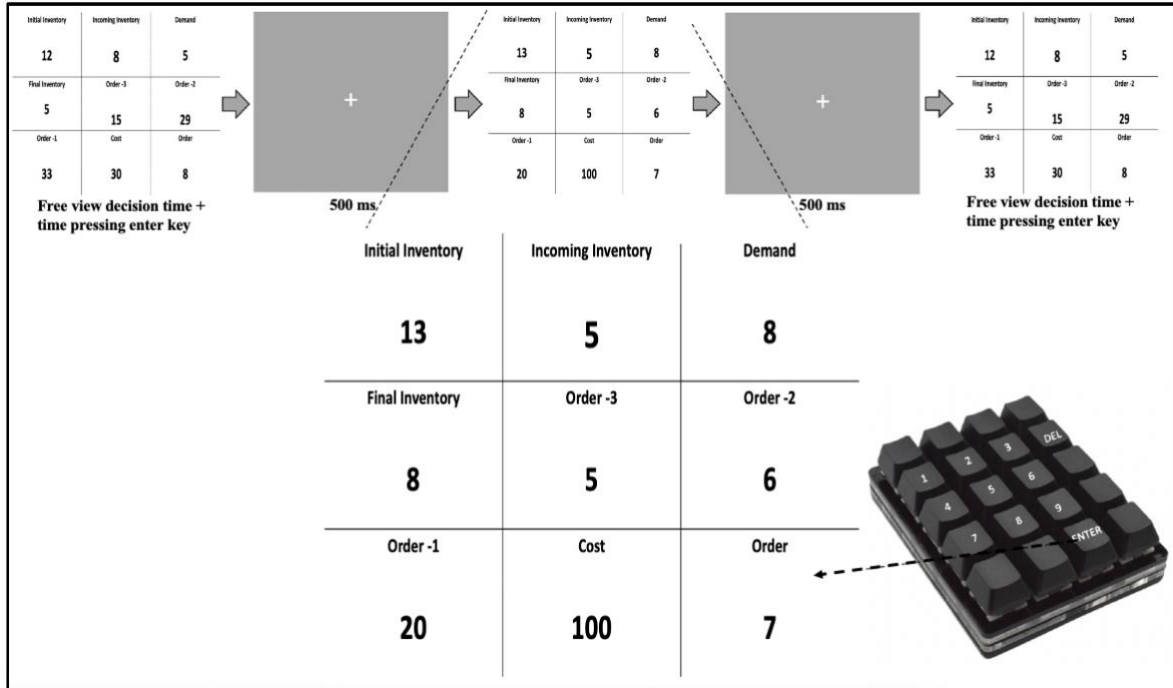 Initial Inventory Incoming Inventory Demand
12 8 5
Final Inventory Order -3 Order -2
5 15 29
Order -1 Cost Order
33 30 8
Free view decision time +
time pressing enter key
+
500 ms
Initial Inventory Incoming Inventory Demand
13 5 8
Final Inventory Order -3 Order -2
8 5 6
Order -1 Cost Order
20 100 7
+
500 ms
Initial Inventory Incoming Inventory Demand
12 8 5
Final Inventory Order -3 Order -2
5 15 29
Order -1 Cost Order
33 30 8
Free view decision time +
time pressing enter key
Initial Inventory Incoming Inventory Demand
13 5 8
Final Inventory Order -3 Order -2
8 5 6
Order -1 Cost Order
20 100 7
1 2 3 DEL
4 5 6
7 8 9
ENTER